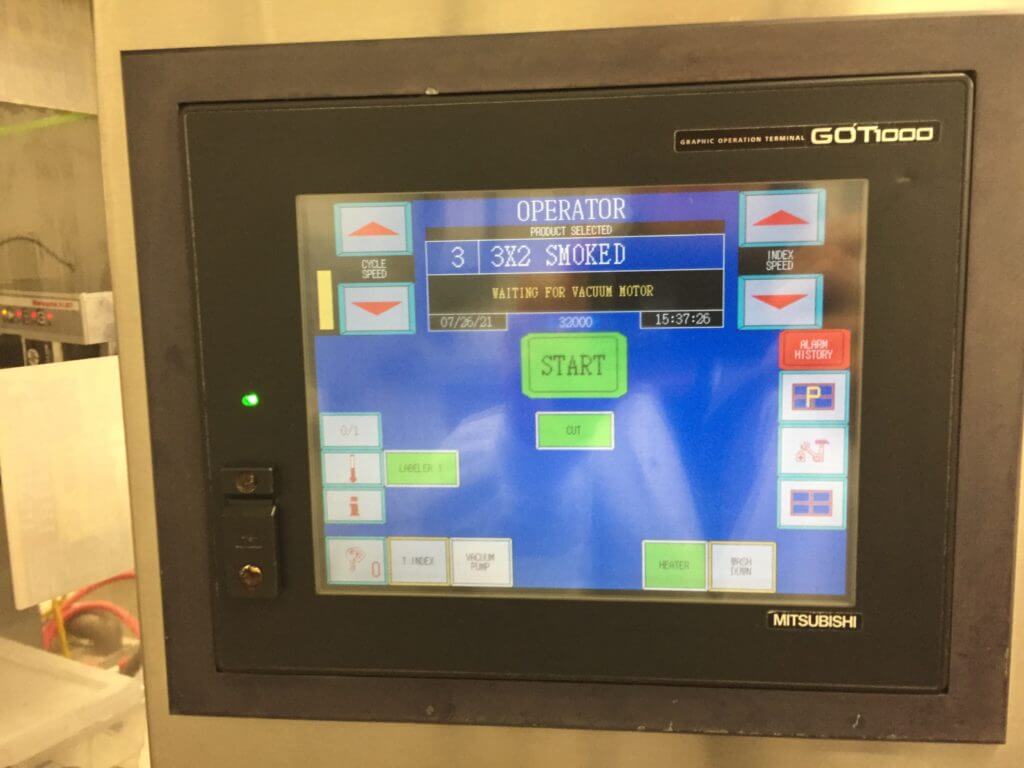 GRAPHIC OPERATION TERMINAL GOT1000
OPERATOR
PRODUCT SELECTED
3 3X2 SMOKED
CYCLE
SPEED
INDEX
SPEED
WAITING FOR VACUUM MOTOR
07/26/21 32000 15:37:26
START
ALARM
HISTORY
P
CUT
0/1
LABELER 1
i
? 0
1 INDEX
VACUUM
PUMP
HEATER
WASH
DOWN
MITSUBISHI